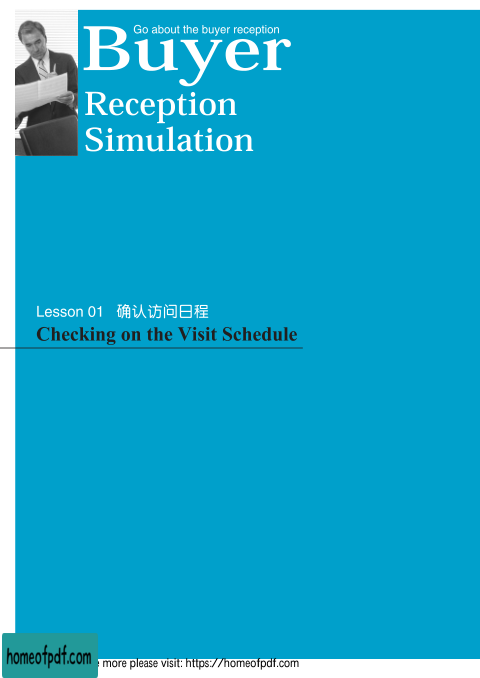 Go about the buyer reception
Buyer
Reception
Simulation
Lesson 01 确认访问日程
Checking on the Visit Schedule
homeofpdf.com
more please visit: https://homeofpdf.com